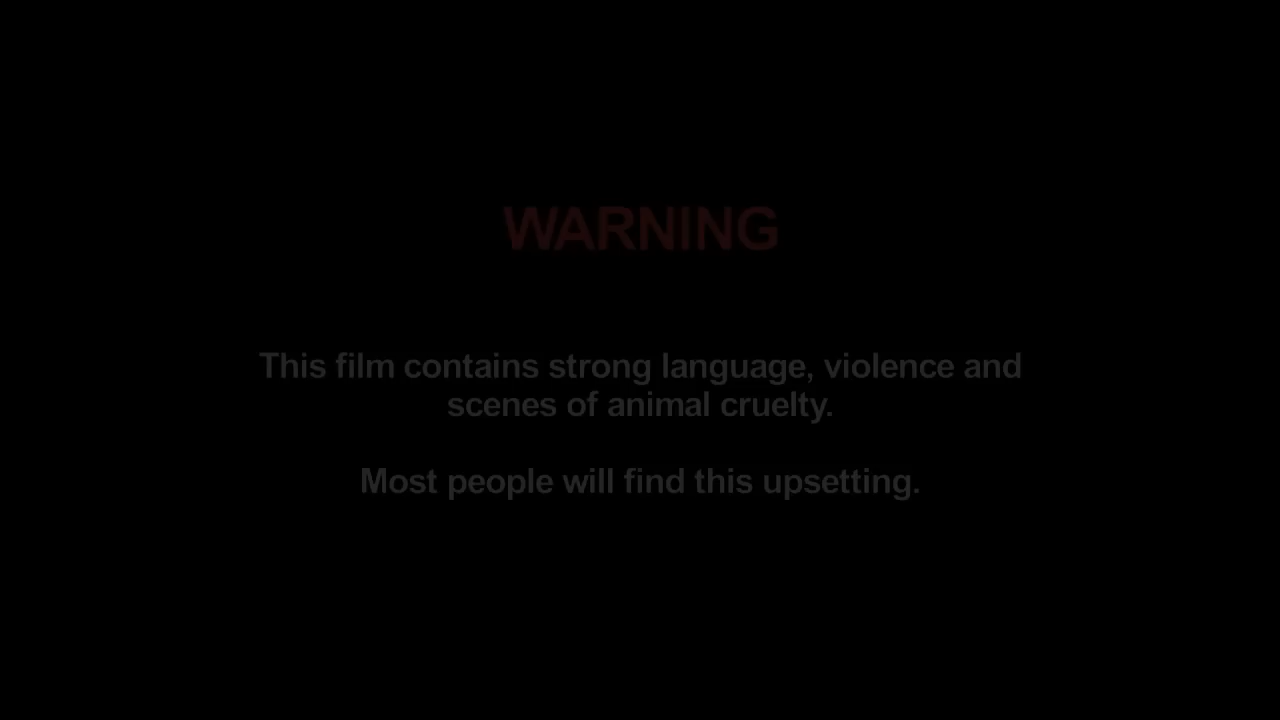 WARNING
This film contains strong language, violence and
scenes of animal cruelty.
Most people will find this upsetting.